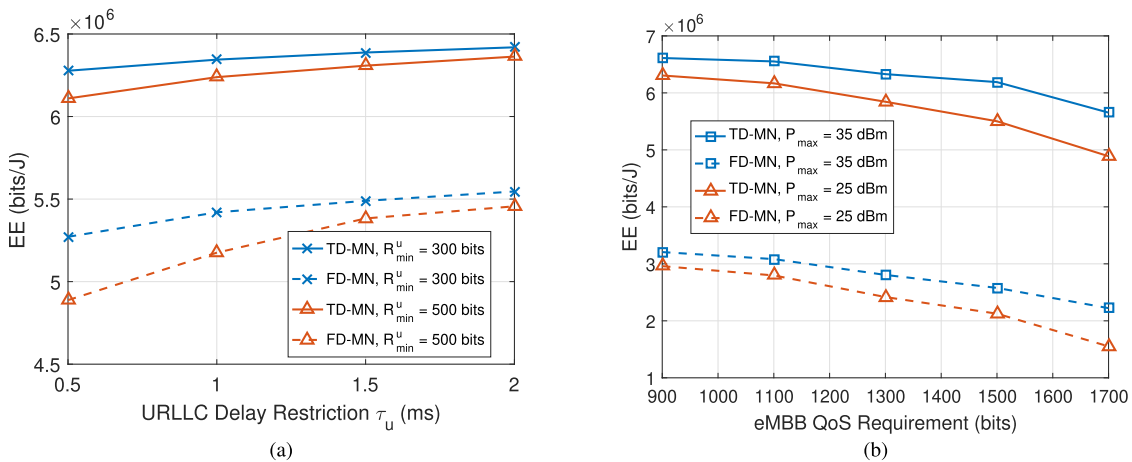 ×10⁶
6.5
6
5.5
5
4.5
EE (bits/J)
TD-MN, R^u_min = 300 bits
FD-MN, R^u_min = 300 bits
TD-MN, R^u_min = 500 bits
FD-MN, R^u_min = 500 bits
0.5 1 1.5 2
URLLC Delay Restriction τ_u (ms)
(a)
×10⁶
7
6
5
4
3
2
1
EE (bits/J)
TD-MN, P_max = 35 dBm
FD-MN, P_max = 35 dBm
TD-MN, P_max = 25 dBm
FD-MN, P_max = 25 dBm
900 1000 1100 1200 1300 1400 1500 1600 1700
eMBB QoS Requirement (bits)
(b)